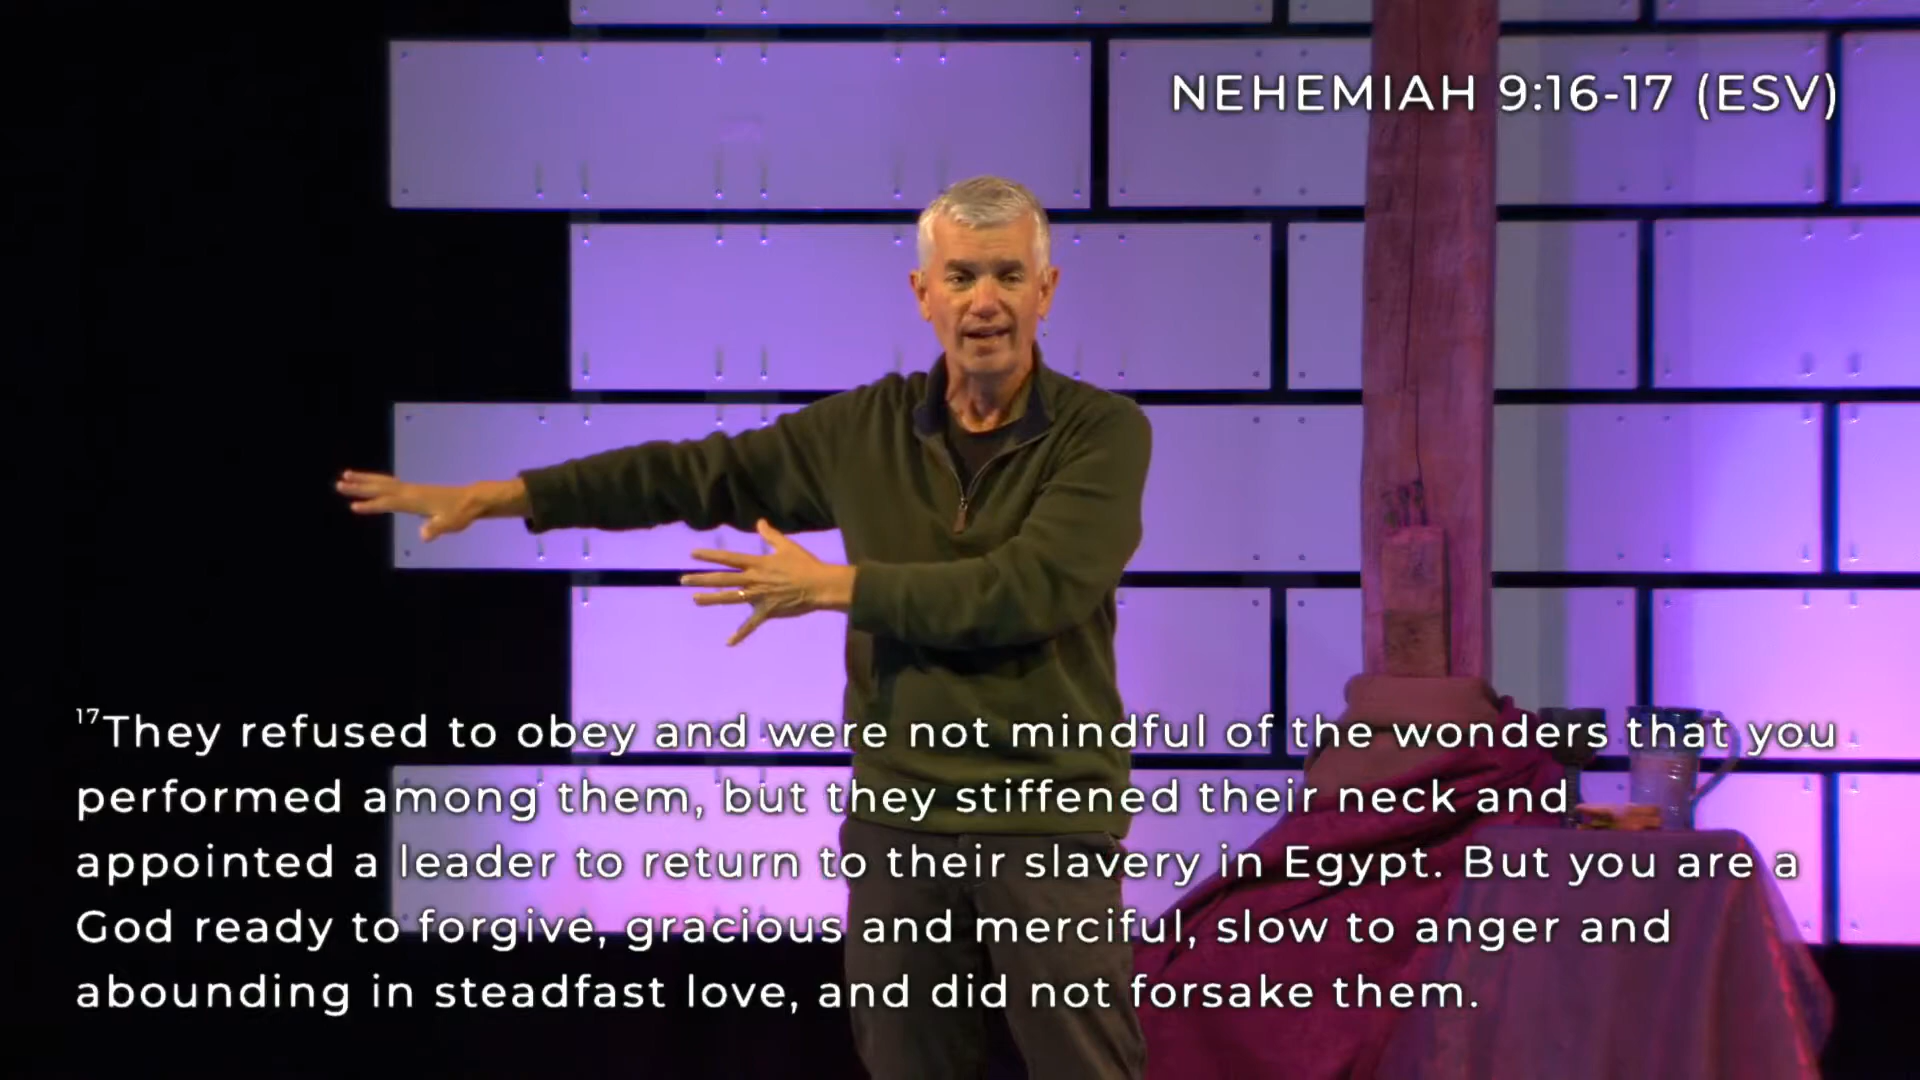 NEHEMIAH 9:16-17 (ESV)
¹⁷They refused to obey and were not mindful of the wonders that you
performed among them, but they stiffened their neck and
appointed a leader to return to their slavery in Egypt. But you are a
God ready to forgive, gracious and merciful, slow to anger and
abounding in steadfast love, and did not forsake them.